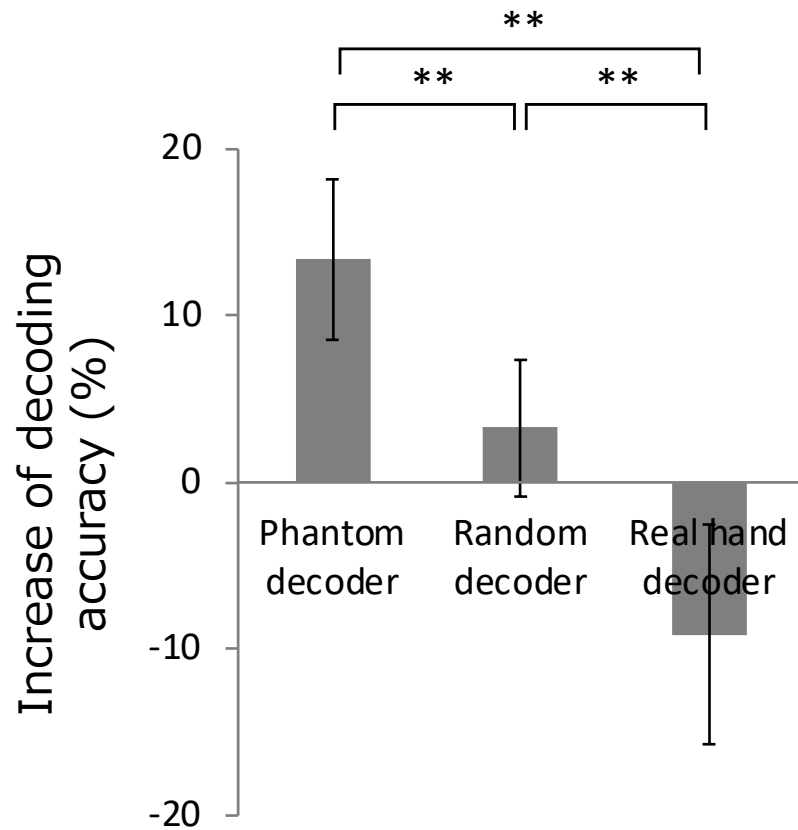 **
** **
20
10
0
-10
-20
Increase of decoding
accuracy (%)
Phantom
decoder
Random
decoder
Real hand
decoder